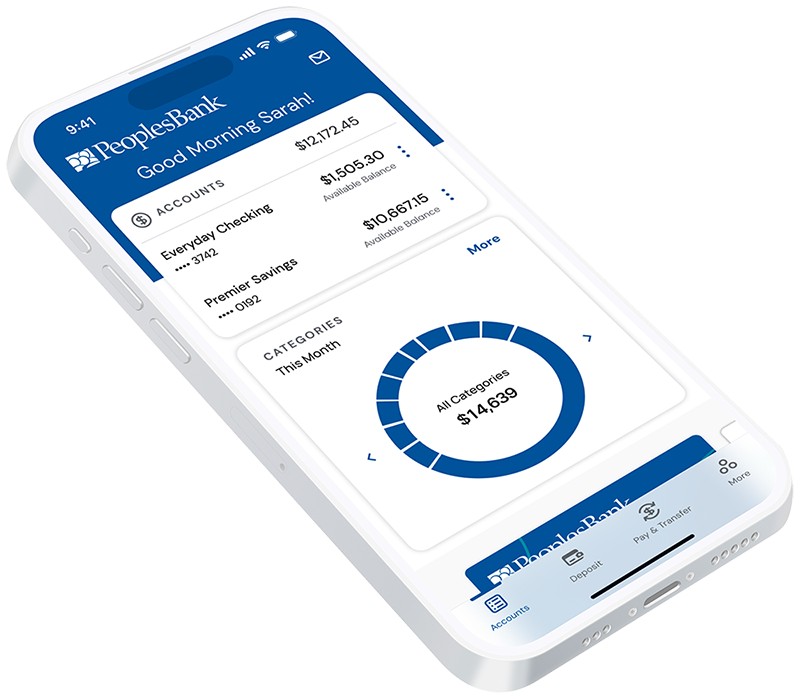 9:41
PeoplesBank
Good Morning Sarah!
ACCOUNTS
$12,172.45
Everyday Checking
$1,505.30
•••• 3742
Available Balance
Premier Savings
$10,667.15
•••• 0192
Available Balance
CATEGORIES
More
This Month
All Categories
$14,639
PeoplesBank
Accounts
Deposit
Pay & Transfer
More